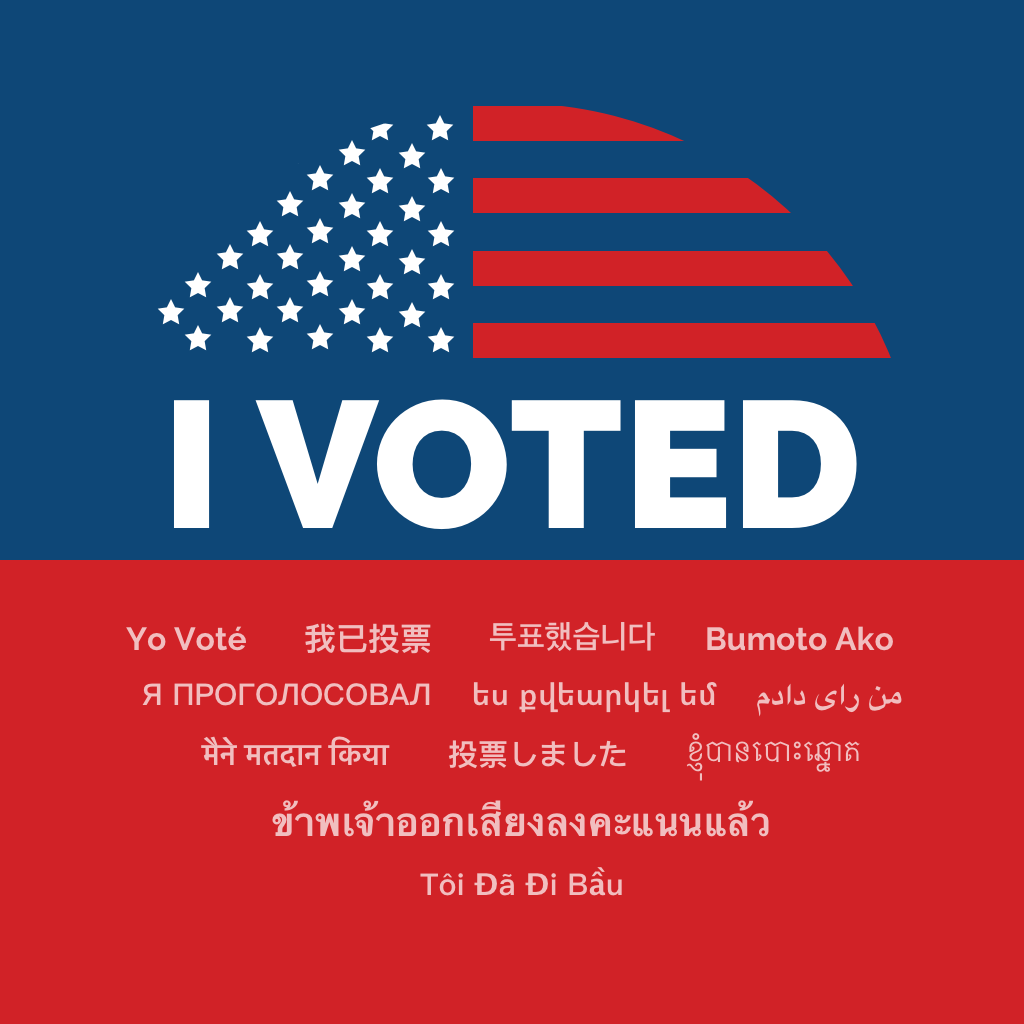 I VOTED
Yo Voté 我已投票 투표했습니다 Bumoto Ako
Я ПРОГОЛОСОВАЛ ես քվեարկել եմ من رای دادم
मैने मतदान किया 投票しました ខ្ញុំបានបោះឆ្នោត
ข้าพเจ้าออกเสียงลงคะแนนแล้ว
Tôi Đã Đi Bầu